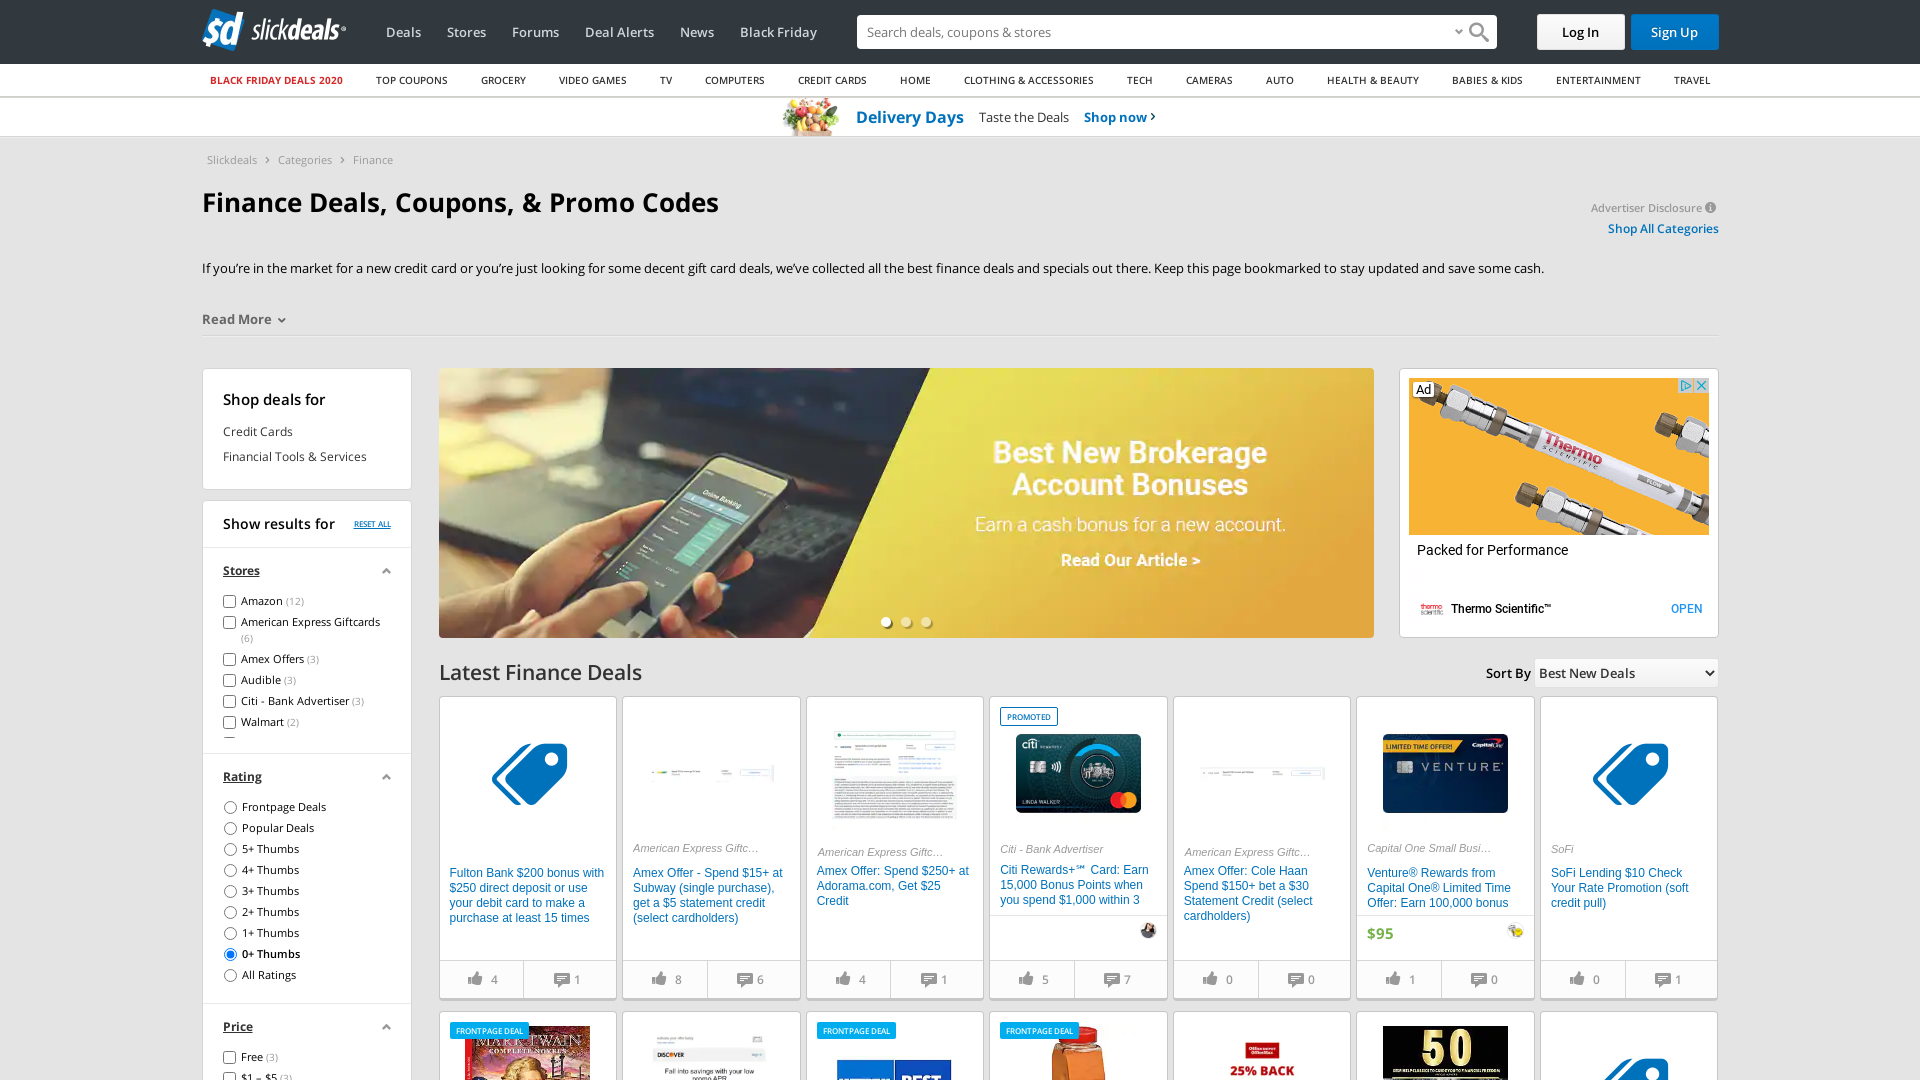 slickdeals
Deals
Stores
Forums
Deal Alerts
News
Black Friday
Search deals, coupons & stores
Log In
Sign Up
BLACK FRIDAY DEALS 2020
TOP COUPONS
GROCERY
VIDEO GAMES
TV
COMPUTERS
CREDIT CARDS
HOME
CLOTHING & ACCESSORIES
TECH
CAMERAS
AUTO
HEALTH & BEAUTY
BABIES & KIDS
ENTERTAINMENT
TRAVEL
Delivery Days
Taste the Deals
Shop now
Slickdeals
Categories
Finance
Finance Deals, Coupons, & Promo Codes
Advertiser Disclosure
Shop All Categories
If you’re in the market for a new credit card or you’re just looking for some decent gift card deals, we’ve collected all the best finance deals and specials out there. Keep this page bookmarked to stay updated and save some cash.
Read More
Shop deals for
Credit Cards
Financial Tools & Services
Show results for
RESET ALL
Stores
Amazon (12)
American Express Giftcards
(6)
Amex Offers (3)
Audible (3)
Citi - Bank Advertiser (3)
Walmart (2)
Rating
Frontpage Deals
Popular Deals
5+ Thumbs
4+ Thumbs
3+ Thumbs
2+ Thumbs
1+ Thumbs
0+ Thumbs
All Ratings
Price
Free (3)
$1 – $5 (3)
Online Banking
Best New Brokerage
Account Bonuses
Earn a cash bonus for a new account.
Read Our Article >
Ad
Thermo
SCIENTIFIC
FLOW
Packed for Performance
thermo
scientific
Thermo Scientific™
OPEN
Latest Finance Deals
Sort By
Best New Deals
Fulton Bank $200 bonus with
$250 direct deposit or use
your debit card to make a
purchase at least 15 times
4
1
American Express Giftc…
Amex Offer - Spend $15+ at
Subway (single purchase),
get a $5 statement credit
(select cardholders)
8
6
American Express Giftc…
Amex Offer: Spend $250+ at
Adorama.com, Get $25
Credit
4
1
PROMOTED
citi
LINDA WALKER
Citi - Bank Advertiser
Citi Rewards+℠ Card: Earn
15,000 Bonus Points when
you spend $1,000 within 3
5
7
American Express Giftc…
Amex Offer: Cole Haan
Spend $150+ bet a $30
Statement Credit (select
cardholders)
0
0
LIMITED TIME OFFER!
Capital One
VENTURE
Capital One Small Busi…
Venture® Rewards from
Capital One® Limited Time
Offer: Earn 100,000 bonus
$95
1
0
SoFi
SoFi Lending $10 Check
Your Rate Promotion (soft
credit pull)
0
1
FRONTPAGE DEAL
MARK TWAIN
COMPLETE NOVELS
DISCOVER
Fall into savings with your low
promo APR
FRONTPAGE DEAL
BEST
FRONTPAGE DEAL
Office DEPOT
OfficeMax
25% BACK
50